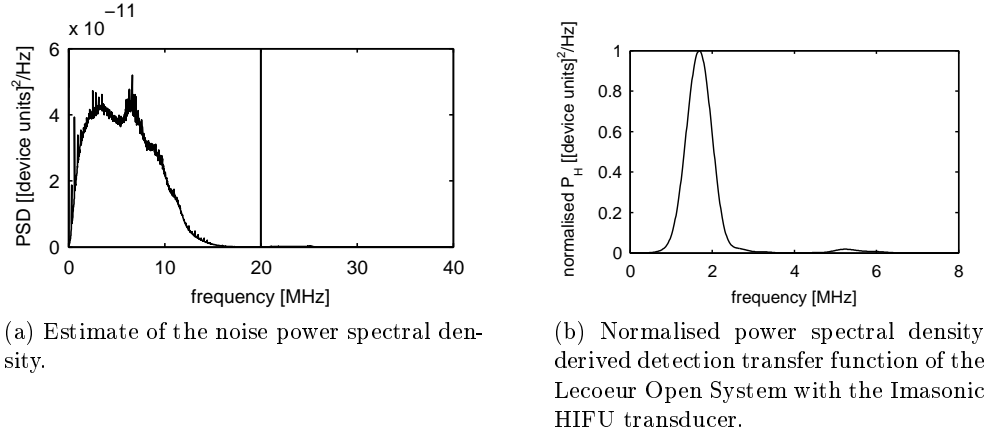 x 10⁻¹¹
PSD [[device units]²/Hz]
6
4
2
0
0 10 20 30 40
frequency [MHz]
(a) Estimate of the noise power spectral den-
sity.
normalised P_H [[device units]²/Hz]
1
0.8
0.6
0.4
0.2
0
0 2 4 6 8
frequency [MHz]
(b) Normalised power spectral density
derived detection transfer function of the
Lecoeur Open System with the Imasonic
HIFU transducer.